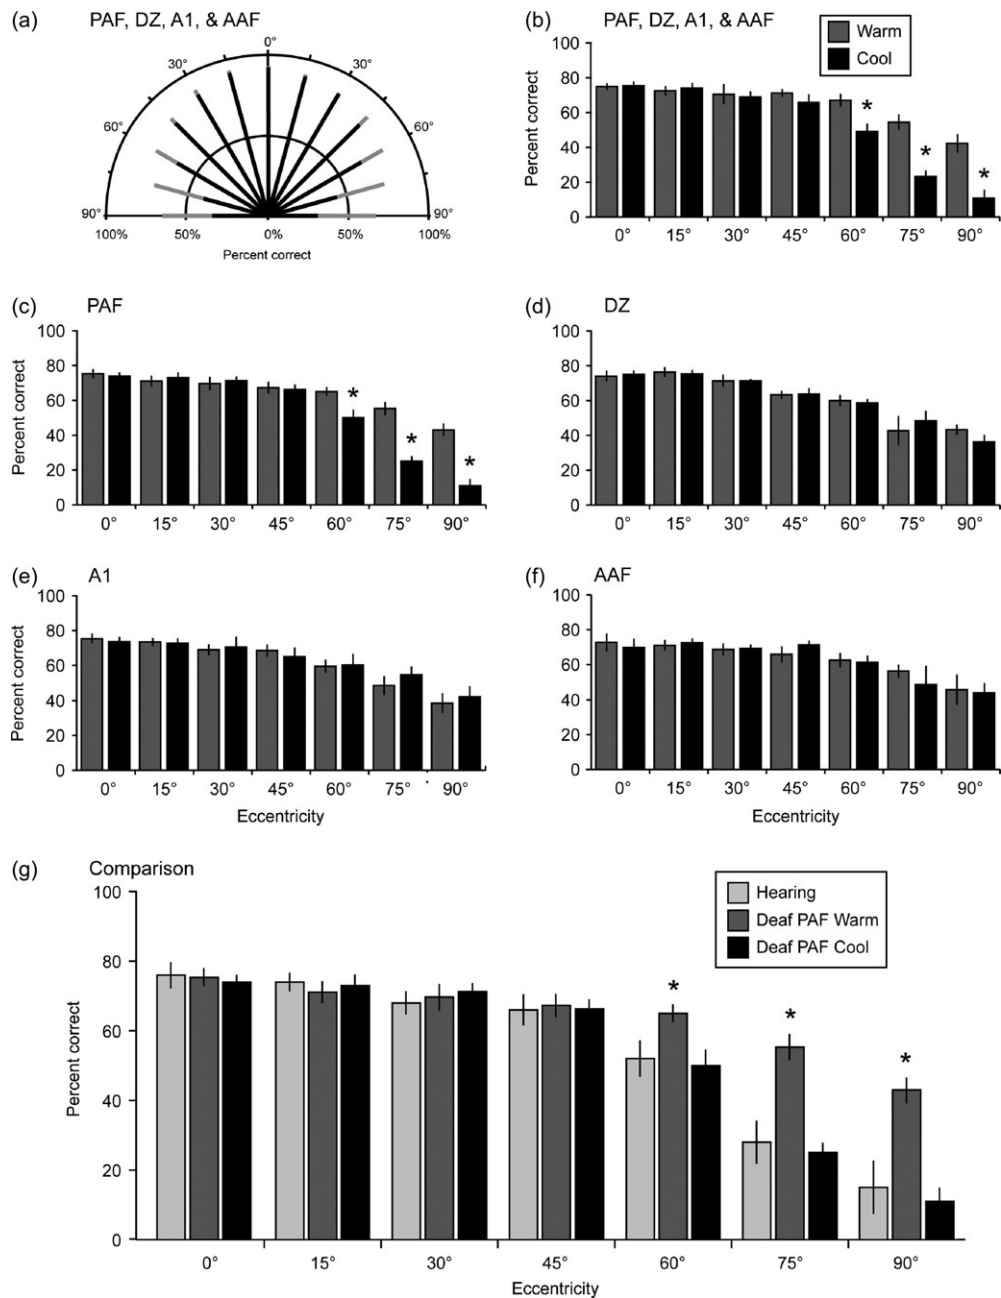 (a) PAF, DZ, A1, & AAF
0°
30° 30°
60° 60°
90° 90°
100% 50% 0% 50% 100%
Percent correct
(b) PAF, DZ, A1, & AAF
Warm
Cool
Percent correct
100
80
60
40
20
0
* * *
0° 15° 30° 45° 60° 75° 90°
(c) PAF
Percent correct
100
80
60
40
20
0
* * *
0° 15° 30° 45° 60° 75° 90°
(d) DZ
100
80
60
40
20
0
0° 15° 30° 45° 60° 75° 90°
(e) A1
Percent correct
100
80
60
40
20
0
0° 15° 30° 45° 60° 75° 90°
Eccentricity
(f) AAF
100
80
60
40
20
0
0° 15° 30° 45° 60° 75° 90°
Eccentricity
(g) Comparison
Hearing
Deaf PAF Warm
Deaf PAF Cool
Percent correct
100
80
60
40
20
0
* * *
0° 15° 30° 45° 60° 75° 90°
Eccentricity